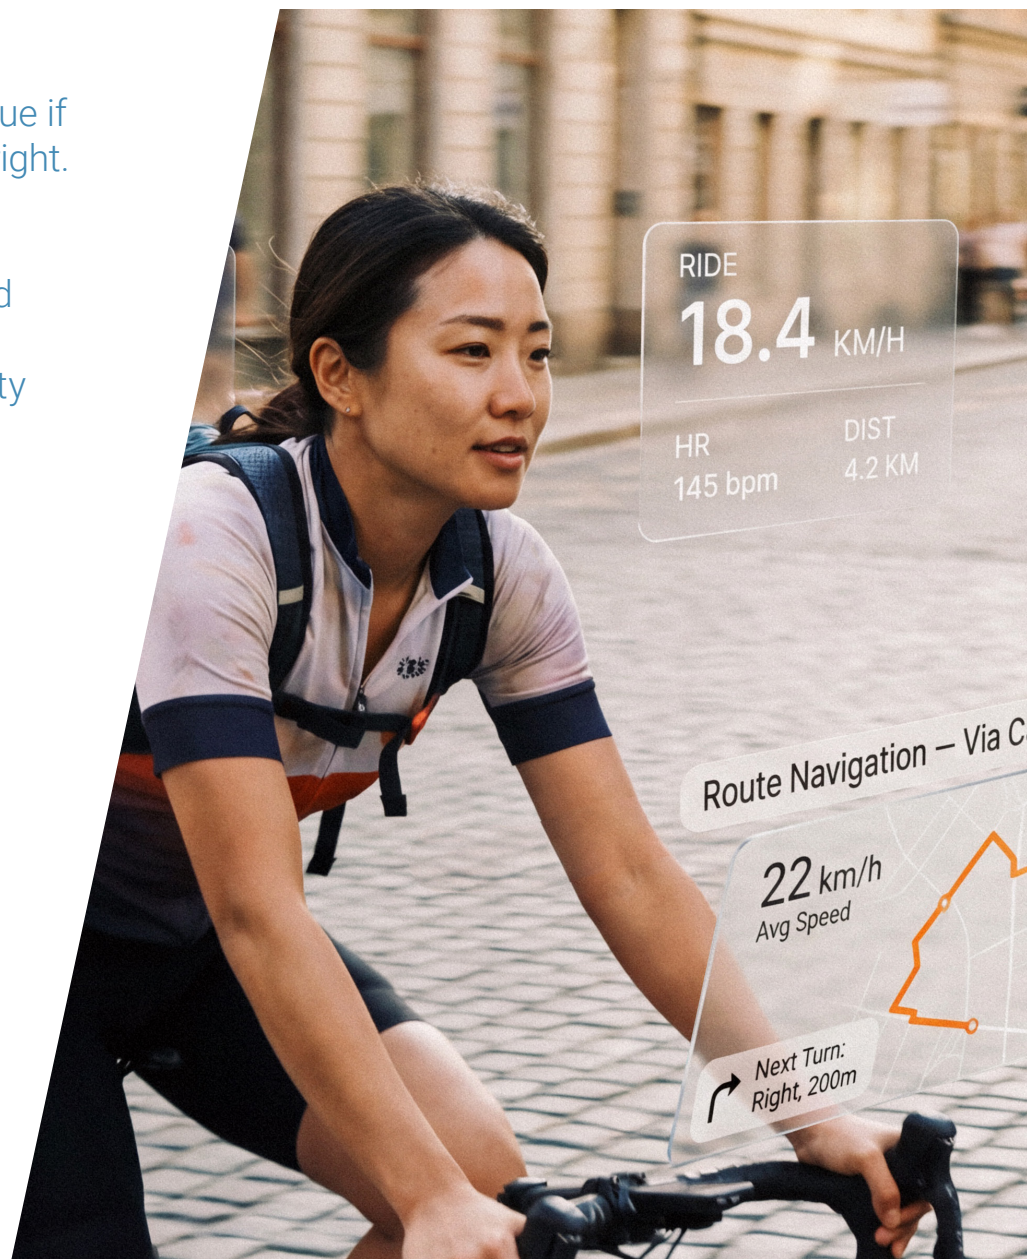 ue if
ight.
d
ty
RIDE
18.4 KM/H
HR DIST
145 bpm 4.2 KM
Route Navigation – Via Ca
22 km/h
Avg Speed
Next Turn:
Right, 200m